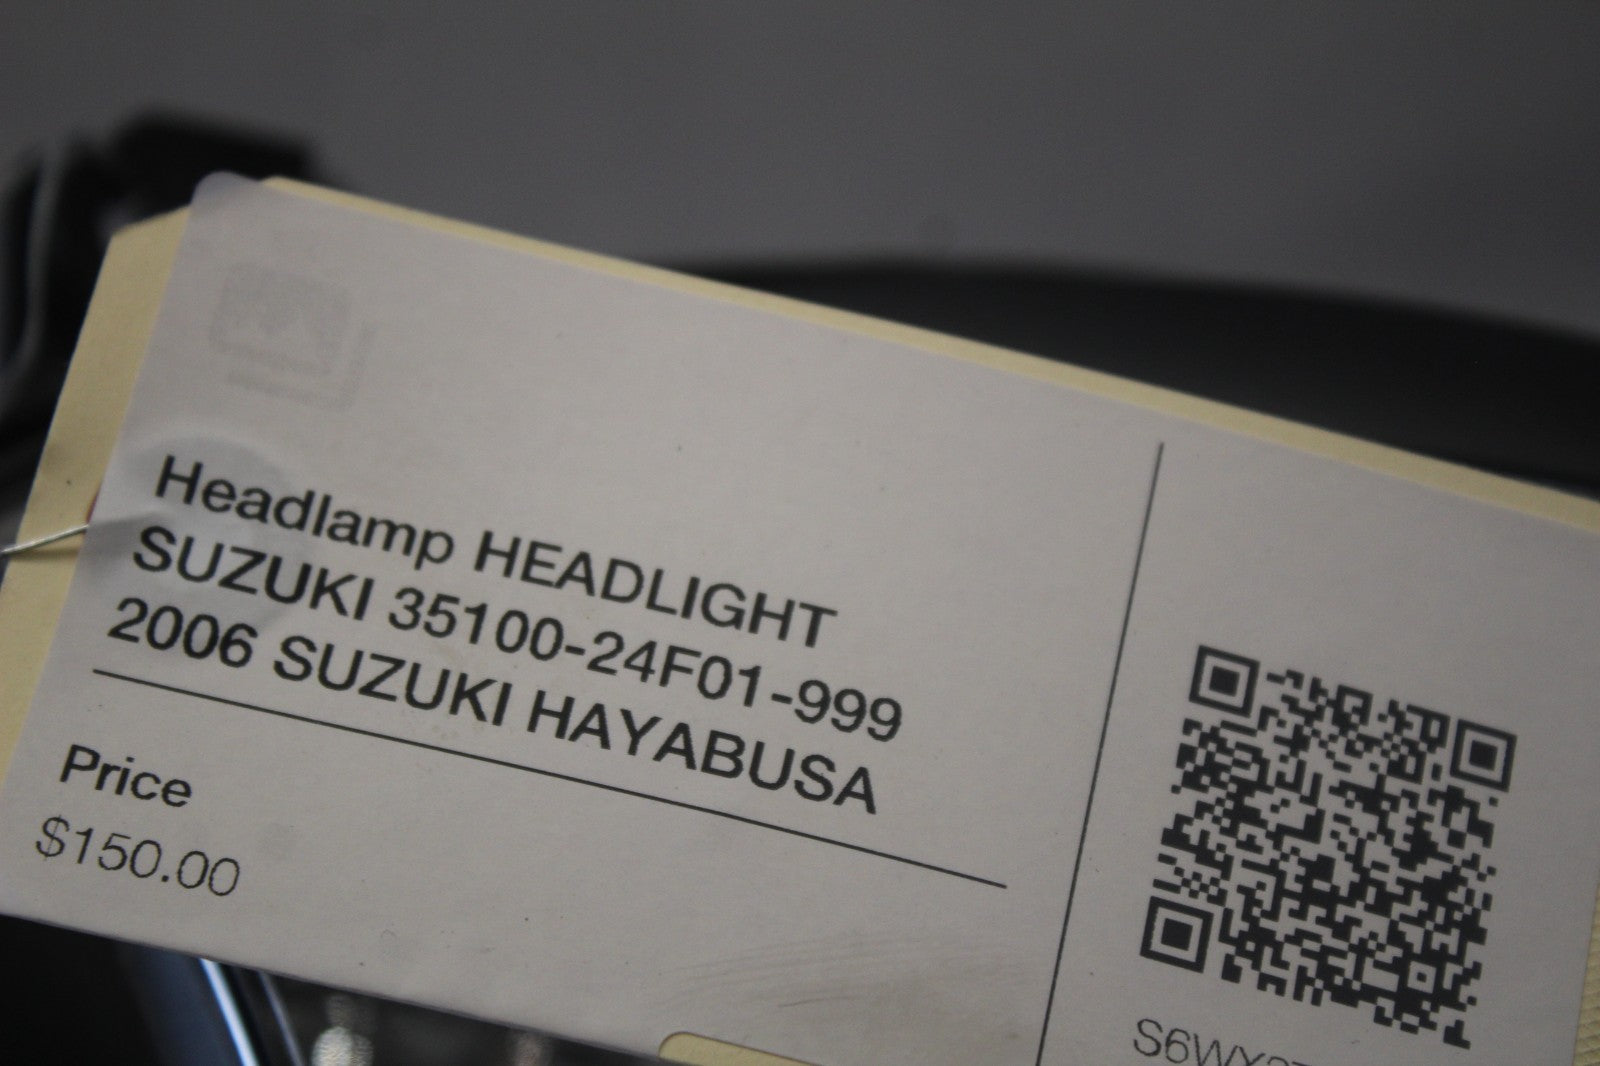 Headlamp HEADLIGHT
SUZUKI 35100-24F01-999
2006 SUZUKI HAYABUSA
Price
$150.00